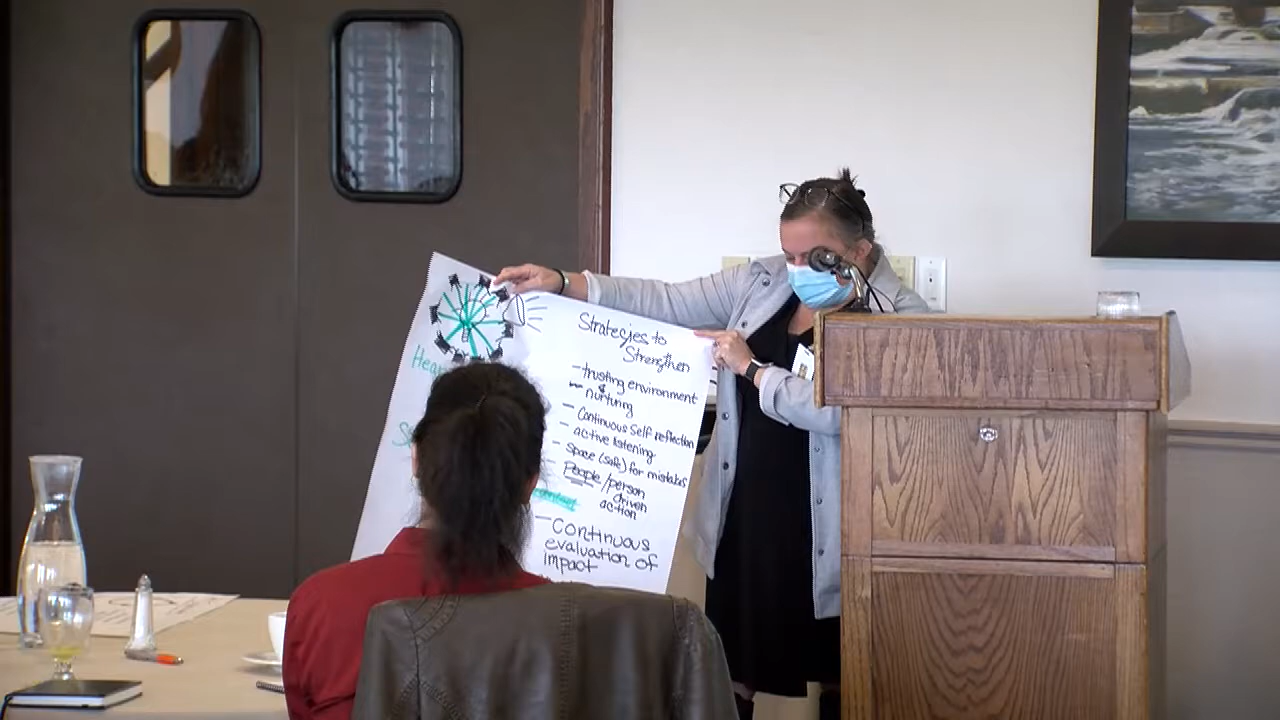 Strategies to
Strengthen
- trusting environment
& nurturing
- Continuous Self reflection
- active listening
- Space (safe) for mistakes
- People/person
driven
action
- Continuous
evaluation of
impact
Hear